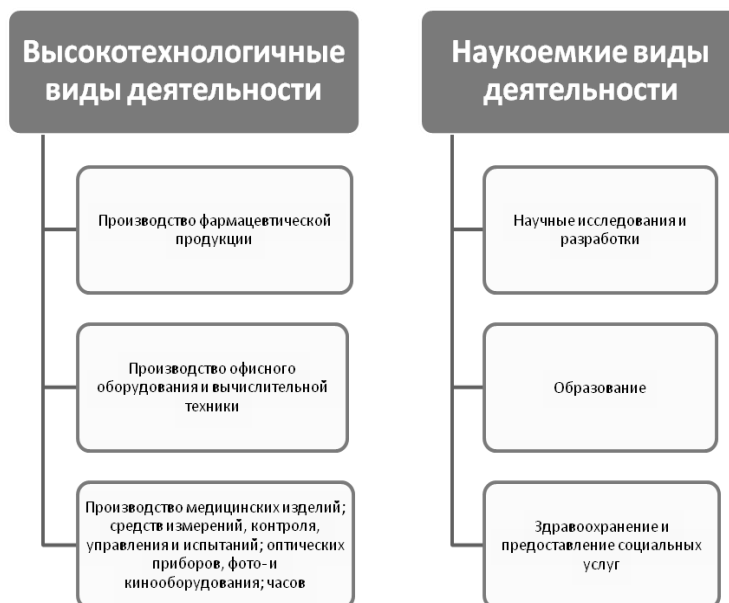 Высокотехнологичные
виды деятельности
Производство фармацевтической
продукции
Производство офисного
оборудования и вычислительной
техники
Производство медицинских изделий;
средств измерений, контроля,
управления и испытаний; оптических
приборов, фото- и
кинооборудования; часов
Наукоемкие виды
деятельности
Научные исследования и
разработки
Образование
Здравоохранение и
предоставление социальных
услуг